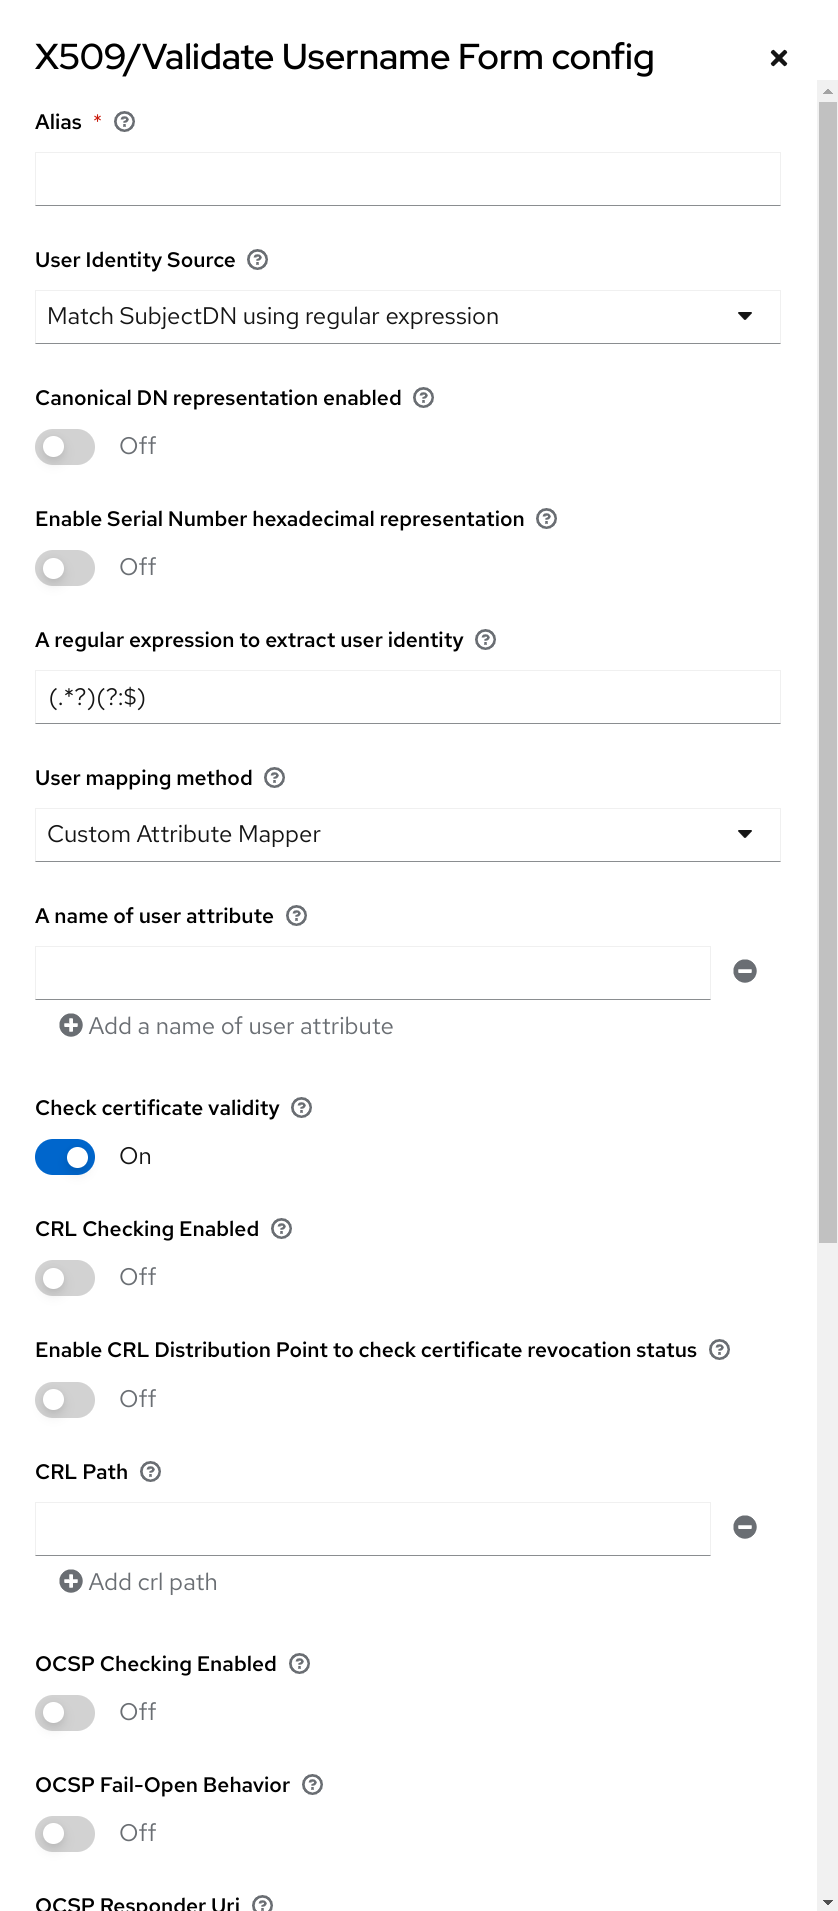 X509/Validate Username Form config
Alias *
User Identity Source
Match SubjectDN using regular expression
Canonical DN representation enabled
Off
Enable Serial Number hexadecimal representation
Off
A regular expression to extract user identity
(.*?)(?:$)
User mapping method
Custom Attribute Mapper
A name of user attribute
Add a name of user attribute
Check certificate validity
On
CRL Checking Enabled
Off
Enable CRL Distribution Point to check certificate revocation status
Off
CRL Path
Add crl path
OCSP Checking Enabled
Off
OCSP Fail-Open Behavior
Off
OCSP Responder Uri